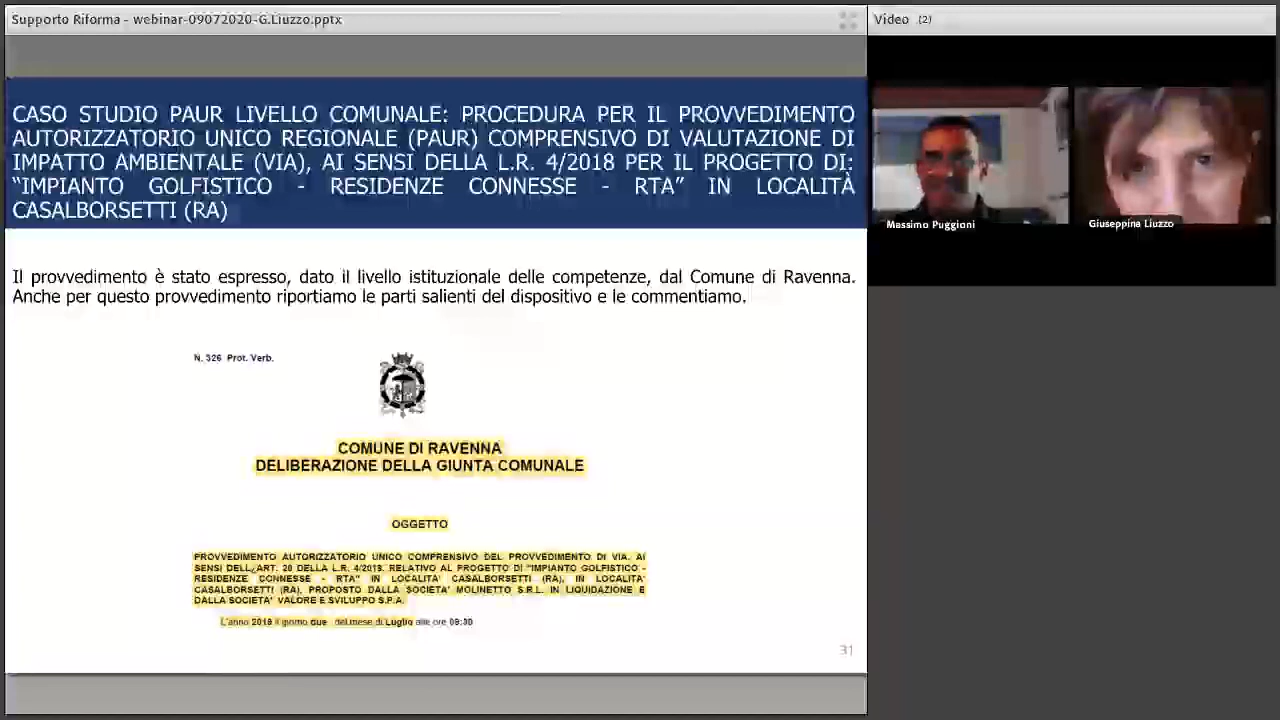 Supporto Riforma - webinar-09072020-G.Liuzzo.pptx
Video (2)
CASO STUDIO PAUR LIVELLO COMUNALE: PROCEDURA PER IL PROVVEDIMENTO
AUTORIZZATORIO UNICO REGIONALE (PAUR) COMPRENSIVO DI VALUTAZIONE DI
IMPATTO AMBIENTALE (VIA), AI SENSI DELLA L.R. 4/2018 PER IL PROGETTO DI:
“IMPIANTO GOLFISTICO - RESIDENZE CONNESSE - RTA” IN LOCALITÀ
CASALBORSETTI (RA)
Massimo Puggioni
Giuseppina Liuzzo
Il provvedimento è stato espresso, dato il livello istituzionale delle competenze, dal Comune di Ravenna.
Anche per questo provvedimento riportiamo le parti salienti del dispositivo e le commentiamo.
N. 326 Prot. Verb.
COMUNE DI RAVENNA
DELIBERAZIONE DELLA GIUNTA COMUNALE
OGGETTO
PROVVEDIMENTO AUTORIZZATORIO UNICO COMPRENSIVO DEL PROVVEDIMENTO DI VIA. AI
SENSI DELL¿ART. 20 DELLA L.R. 4/2018. RELATIVO AL PROGETTO DI "IMPIANTO GOLFISTICO -
RESIDENZE CONNESSE - RTA" IN LOCALITA' CASALBORSETTI (RA), IN LOCALITA'
CASALBORSETTI (RA), PROPOSTO DALLA SOCIETA' MOLINETTO S.R.L. IN LIQUIDAZIONE E
DALLA SOCIETA' VALORE E SVILUPPO S.P.A.
L'anno 2019 il giorno due del mese di Luglio alle ore 09:30
31